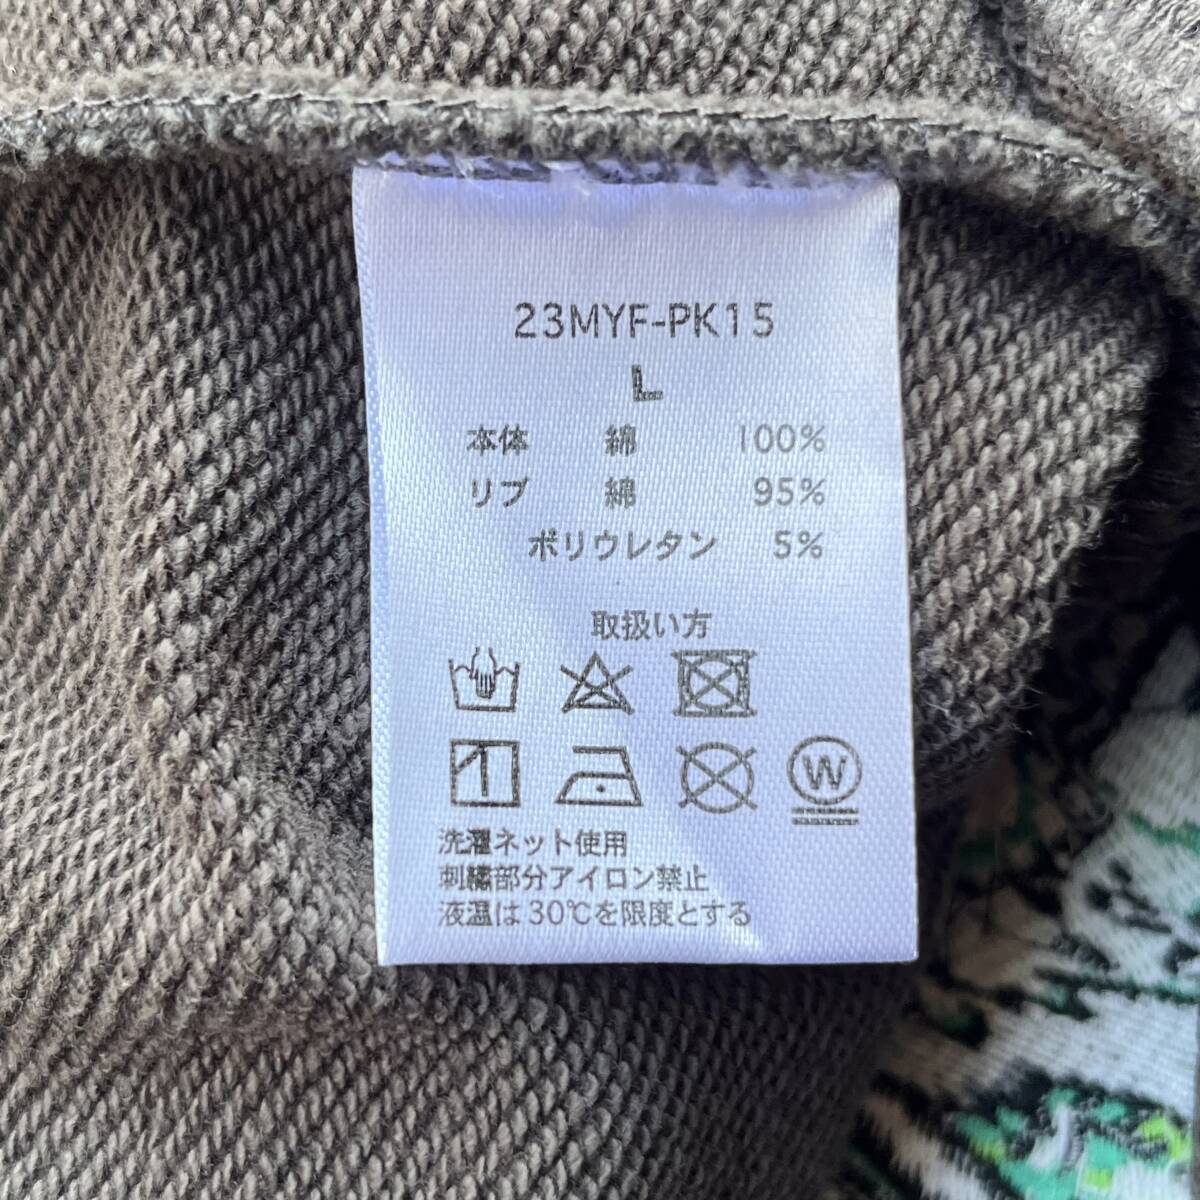 23MYF-PK15
L
本体 綿 100%
リブ 綿 95%
ポリウレタン 5%
取扱い方
W
洗濯ネット使用
刺繍部分アイロン禁止
液温は30℃を限度とする